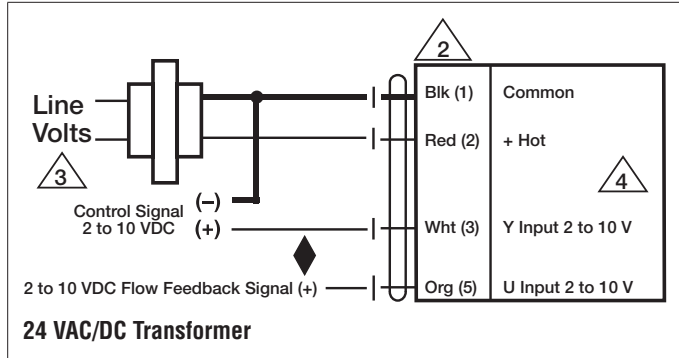 2
Blk (1) Common
Line
Volts
Red (2) + Hot
3
4
Control Signal (–)
2 to 10 VDC (+)
Wht (3) Y Input 2 to 10 V
2 to 10 VDC Flow Feedback Signal (+)
Org (5) U Input 2 to 10 V
24 VAC/DC Transformer